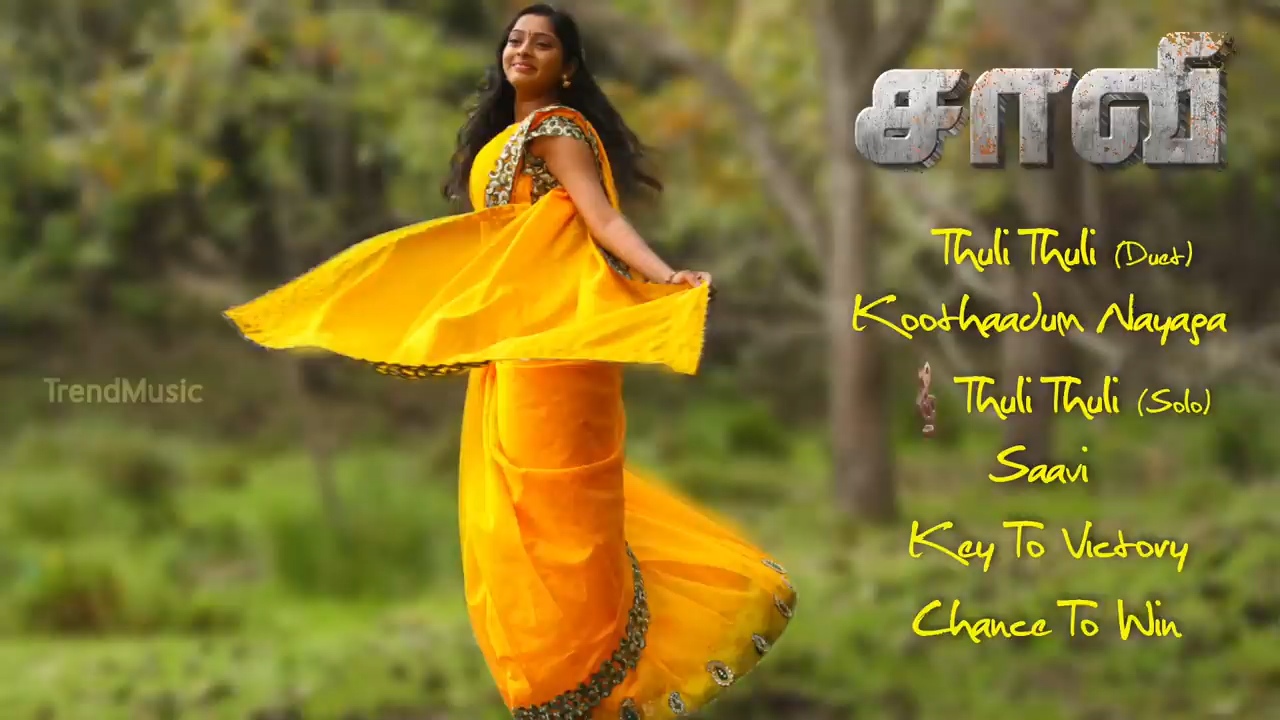 சாவி
Thuli Thuli (Duet)
Koothaadum Nayaga
TrendMusic
Thuli Thuli (Solo)
Saavi
Key To Victory
Chance To Win